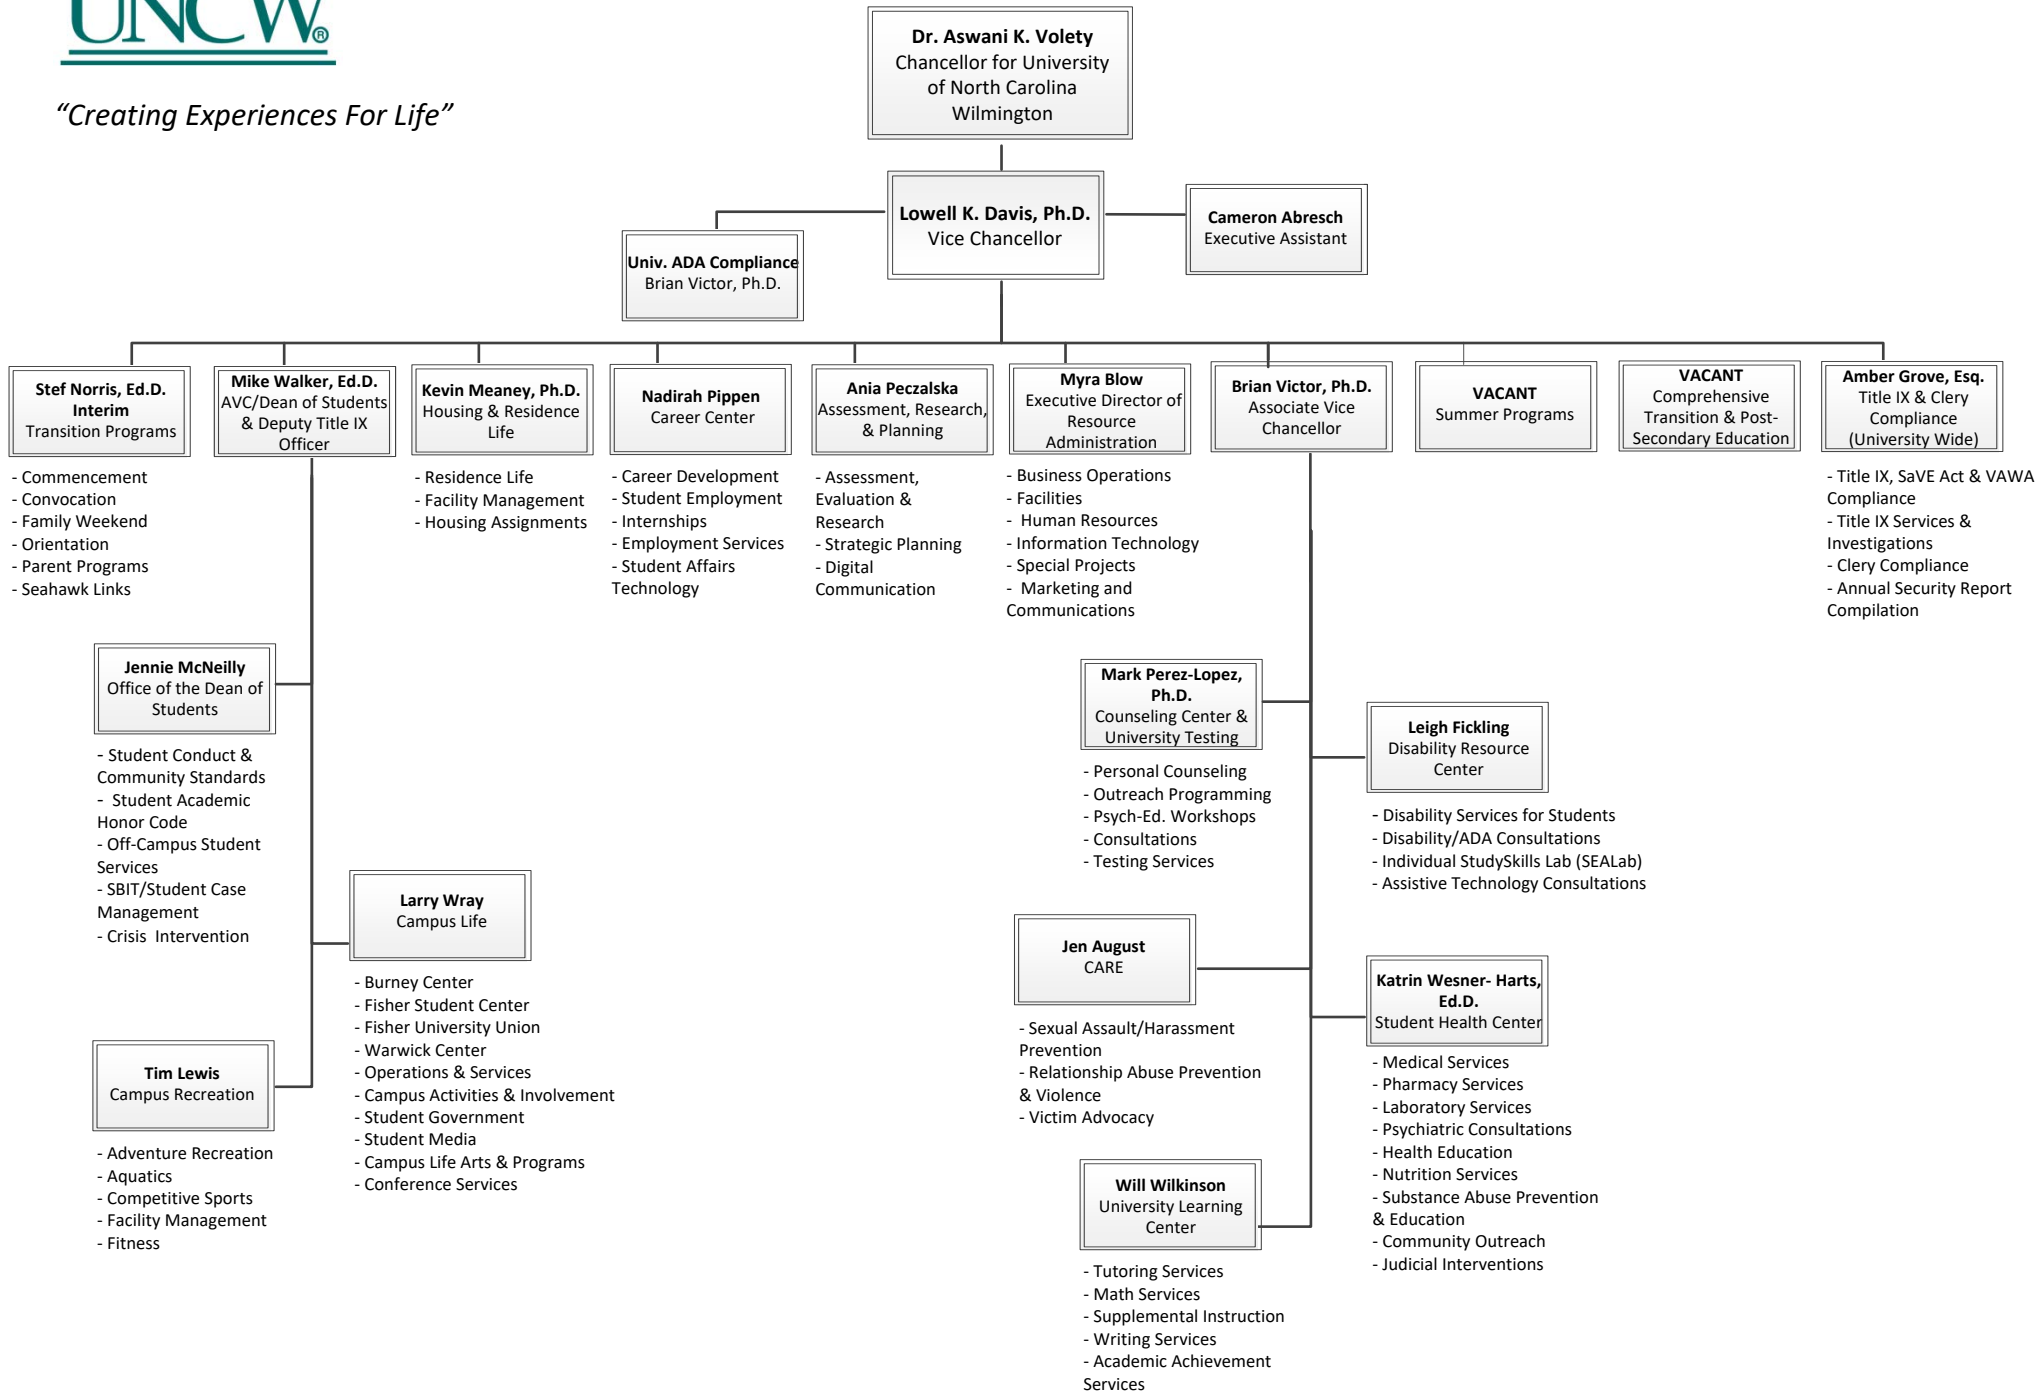 UNCW®
“Creating Experiences For Life”
Dr. Aswani K. Volety
Chancellor for University
of North Carolina
Wilmington
Lowell K. Davis, Ph.D.
Vice Chancellor
Cameron Abresch
Executive Assistant
Univ. ADA Compliance
Brian Victor, Ph.D.
Stef Norris, Ed.D.
Interim
Transition Programs
- Commencement
- Convocation
- Family Weekend
- Orientation
- Parent Programs
- Seahawk Links
Mike Walker, Ed.D.
AVC/Dean of Students
& Deputy Title IX
Officer
Kevin Meaney, Ph.D.
Housing & Residence
Life
- Residence Life
- Facility Management
- Housing Assignments
Nadirah Pippen
Career Center
- Career Development
- Student Employment
- Internships
- Employment Services
- Student Affairs
Technology
Ania Peczalska
Assessment, Research,
& Planning
- Assessment,
Evaluation &
Research
- Strategic Planning
- Digital
Communication
Myra Blow
Executive Director of
Resource
Administration
- Business Operations
- Facilities
- Human Resources
- Information Technology
- Special Projects
- Marketing and
Communications
Brian Victor, Ph.D.
Associate Vice
Chancellor
VACANT
Summer Programs
VACANT
Comprehensive
Transition & Post-
Secondary Education
Amber Grove, Esq.
Title IX & Clery
Compliance
(University Wide)
- Title IX, SaVE Act & VAWA
Compliance
- Title IX Services &
Investigations
- Clery Compliance
- Annual Security Report
Compilation
Jennie McNeilly
Office of the Dean of
Students
- Student Conduct &
Community Standards
- Student Academic
Honor Code
- Off-Campus Student
Services
- SBIT/Student Case
Management
- Crisis Intervention
Larry Wray
Campus Life
- Burney Center
- Fisher Student Center
- Fisher University Union
- Warwick Center
- Operations & Services
- Campus Activities & Involvement
- Student Government
- Student Media
- Campus Life Arts & Programs
- Conference Services
Tim Lewis
Campus Recreation
- Adventure Recreation
- Aquatics
- Competitive Sports
- Facility Management
- Fitness
Mark Perez-Lopez,
Ph.D.
Counseling Center &
University Testing
- Personal Counseling
- Outreach Programming
- Psych-Ed. Workshops
- Consultations
- Testing Services
Leigh Fickling
Disability Resource
Center
- Disability Services for Students
- Disability/ADA Consultations
- Individual StudySkills Lab (SEALab)
- Assistive Technology Consultations
Jen August
CARE
- Sexual Assault/Harassment
Prevention
- Relationship Abuse Prevention
& Violence
- Victim Advocacy
Katrin Wesner- Harts,
Ed.D.
Student Health Center
- Medical Services
- Pharmacy Services
- Laboratory Services
- Psychiatric Consultations
- Health Education
- Nutrition Services
- Substance Abuse Prevention
& Education
- Community Outreach
- Judicial Interventions
Will Wilkinson
University Learning
Center
- Tutoring Services
- Math Services
- Supplemental Instruction
- Writing Services
- Academic Achievement
Services